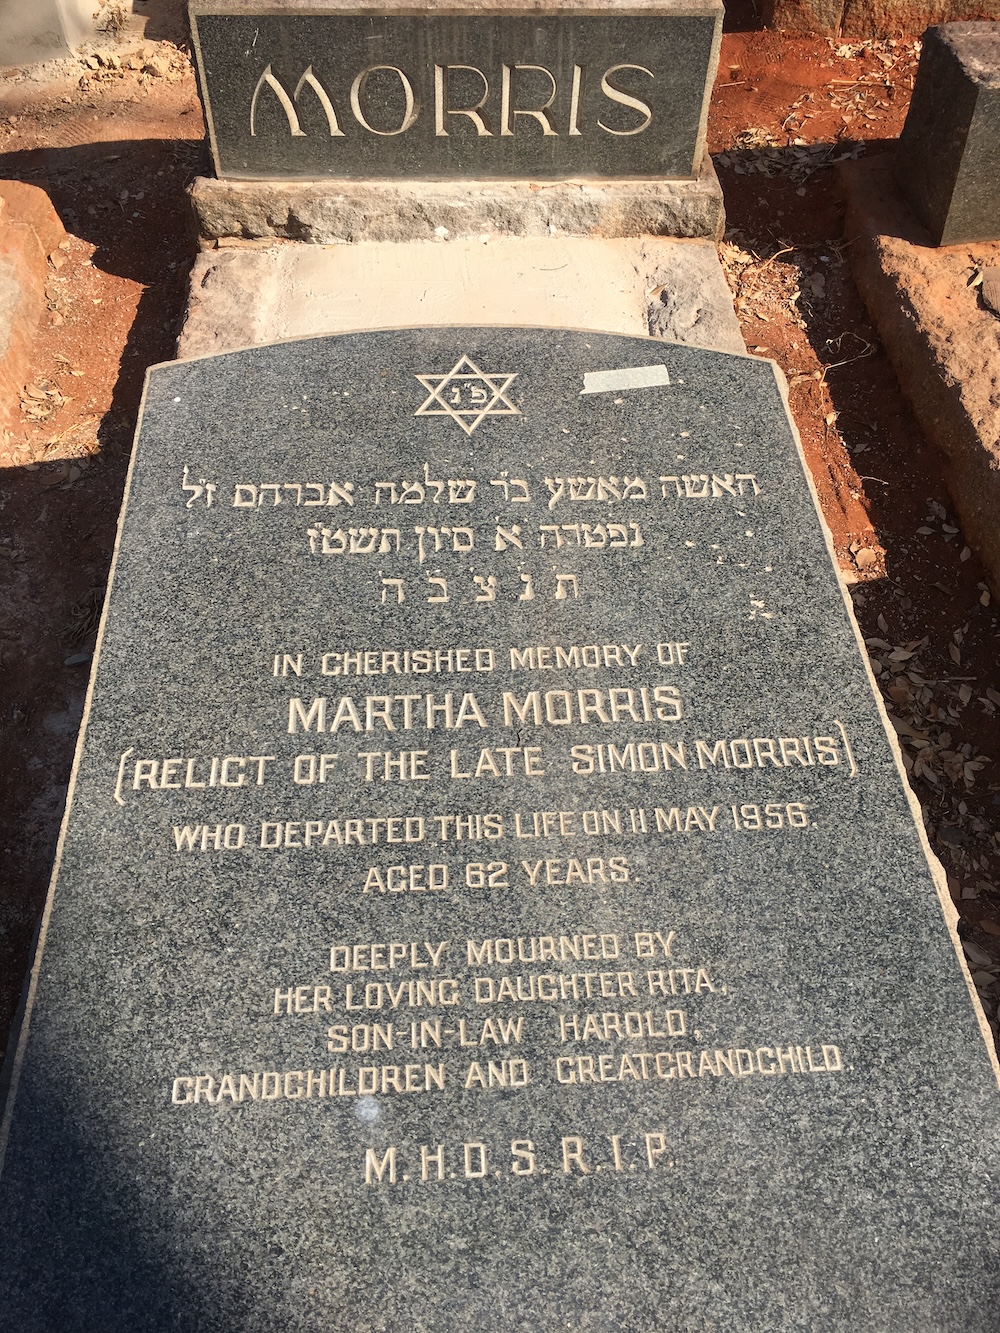 MORRIS
פ"נ
האשה מאשע בר שלמה אברהם ז"ל
נפטרה א סיון תשט"ז
ת נ צ ב ה
IN CHERISHED MEMORY OF
MARTHA MORRIS
(RELICT OF THE LATE SIMON MORRIS)
WHO DEPARTED THIS LIFE ON 11 MAY 1956.
AGED 62 YEARS.
DEEPLY MOURNED BY
HER LOVING DAUGHTER RITA,
SON-IN-LAW HAROLD,
GRANDCHILDREN AND GREATGRANDCHILD.
M.H.D.S.R.I.P.